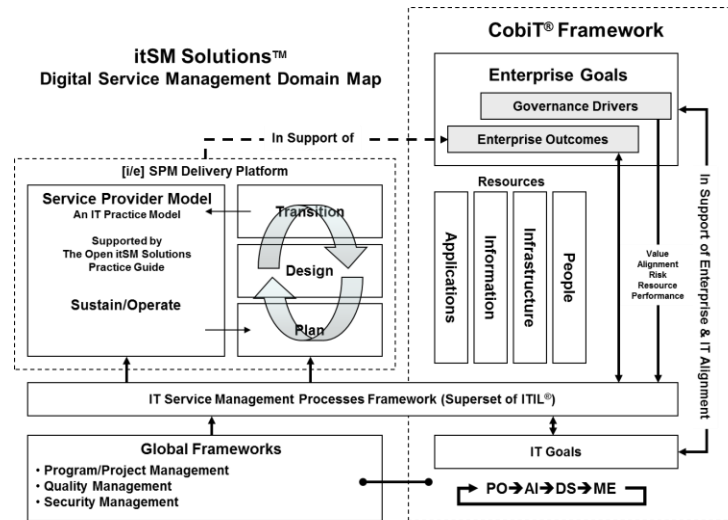 itSM Solutions™
Digital Service Management Domain Map
CobiT® Framework
Enterprise Goals
Governance Drivers
Enterprise Outcomes
In Support of
[i/e] SPM Delivery Platform
Service Provider Model
An IT Practice Model
Supported by
The Open itSM Solutions
Practice Guide
Sustain/Operate
Transition
Design
Plan
Resources
Applications
Information
Infrastructure
People
Value
Alignment
Risk
Resource
Performance
In Support of Enterprise & IT Alignment
IT Service Management Processes Framework (Superset of ITIL®)
Global Frameworks
• Program/Project Management
• Quality Management
• Security Management
IT Goals
PO➔AI➔DS➔ME